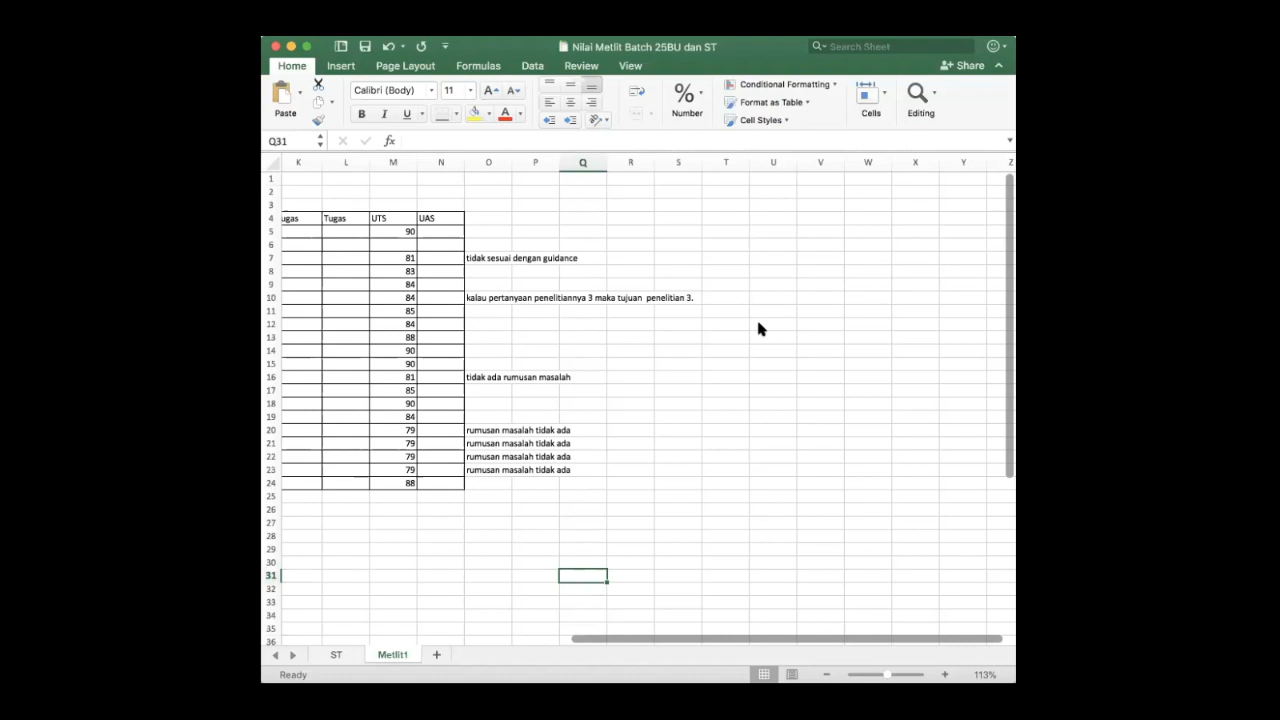 Nilai Metlit Batch 25BU dan ST
Search Sheet
Home Insert Page Layout Formulas Data Review View Share
Paste
Calibri (Body) 11 A A
B I U A
% Number
Conditional Formatting
Format as Table
Cell Styles
Cells
Editing
Q31 fx
K L M N O P Q R S T U V W X Y Z
1
2
3
4 ugas Tugas UTS UAS
5 90
6
7 81 tidak sesuai dengan guidance
8 83
9 84
10 84 kalau pertanyaan penelitiannya 3 maka tujuan penelitian 3.
11 85
12 84
13 88
14 90
15 90
16 81 tidak ada rumusan masalah
17 85
18 90
19 84
20 79 rumusan masalah tidak ada
21 79 rumusan masalah tidak ada
22 79 rumusan masalah tidak ada
23 79 rumusan masalah tidak ada
24 88
25
26
27
28
29
30
31
32
33
34
35
36
ST Metlit1 +
Ready 113%